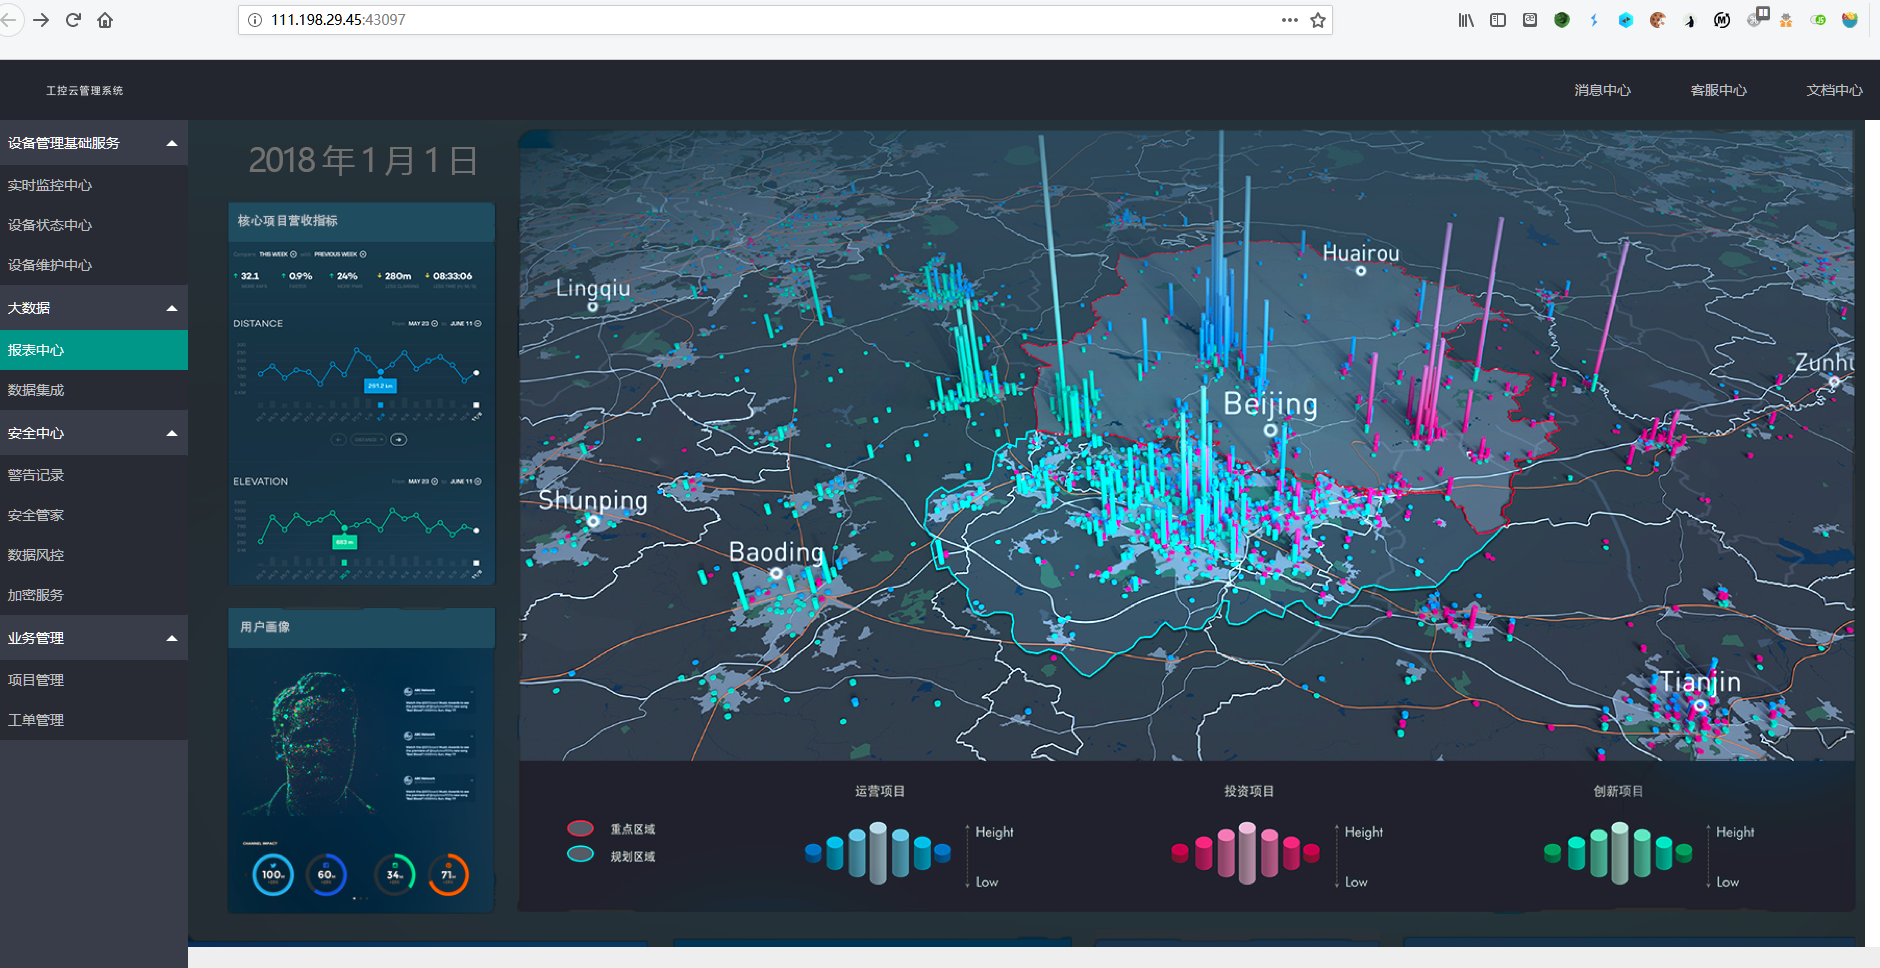 111.198.29.45:43097
工控云管理系统
消息中心
客服中心
文档中心
设备管理基础服务
实时监控中心
设备状态中心
设备维护中心
大数据
报表中心
数据集成
安全中心
警告记录
安全管家
数据风控
加密服务
业务管理
项目管理
工单管理
2018 年 1 月 1 日
核心项目营收指标
THIS WEEK
PREVIOUS WEEK
32.1
0.9%
24%
280m
08:33:06
DISTANCE
MAY 23
JUNE 11
291.2 km
ELEVATION
MAY 23
JUNE 11
683 m
用户画像
CHANNEL IMPACT
100
60
34
71
Huairou
Lingqiu
Zunhu
Beijing
Shunping
Baoding
Tianjin
重点区域
规划区域
运营项目
Height
Low
投资项目
Height
Low
创新项目
Height
Low